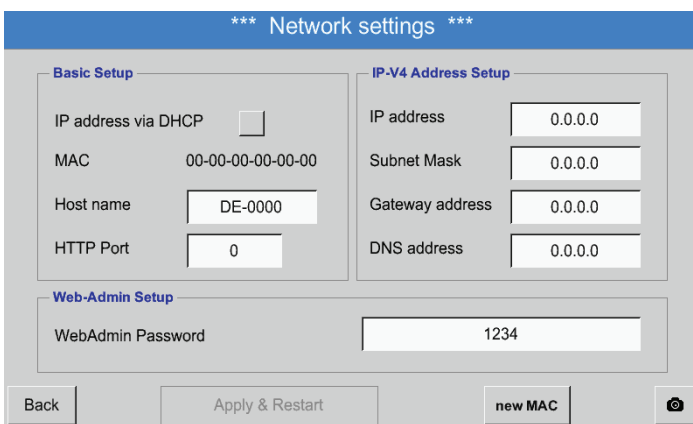 *** Network settings ***
Basic Setup
IP address via DHCP
MAC 00-00-00-00-00-00
Host name DE-0000
HTTP Port 0
IP-V4 Address Setup
IP address 0.0.0.0
Subnet Mask 0.0.0.0
Gateway address 0.0.0.0
DNS address 0.0.0.0
Web-Admin Setup
WebAdmin Password 1234
Back Apply & Restart new MAC